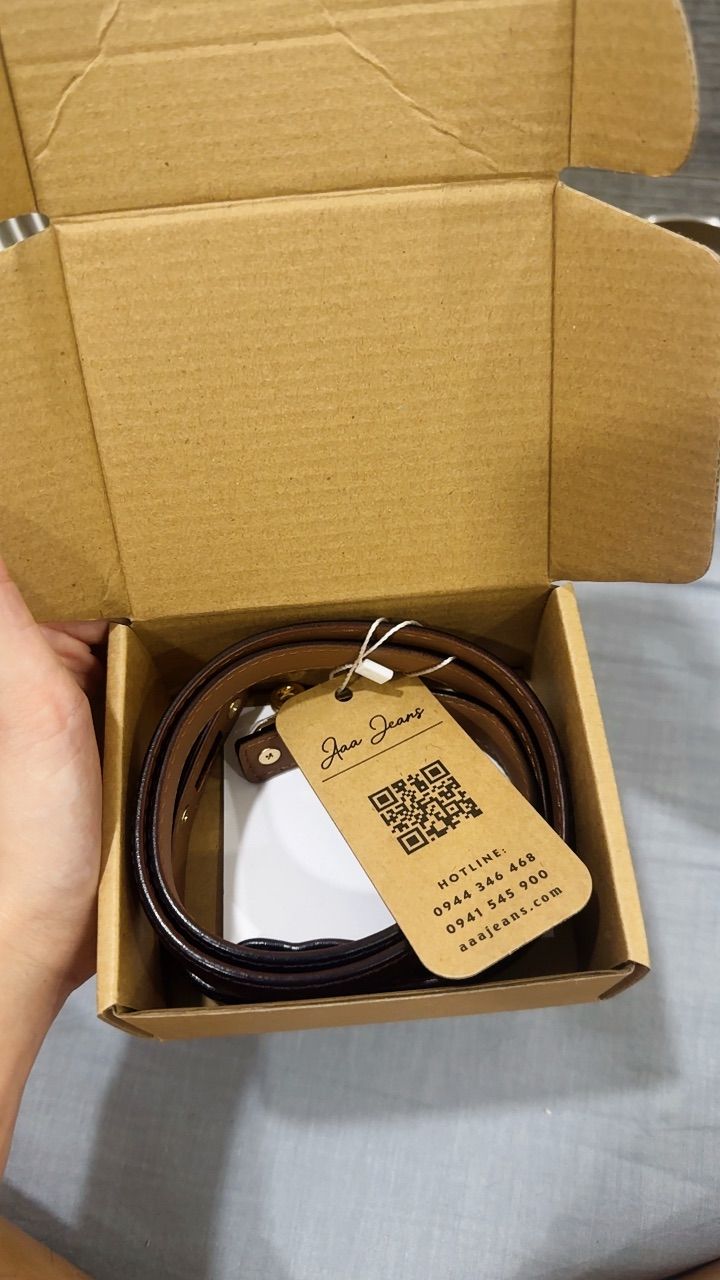 Aaa Jeans
HOTLINE:
0944 346 468
0941 545 900
aaajeans.com